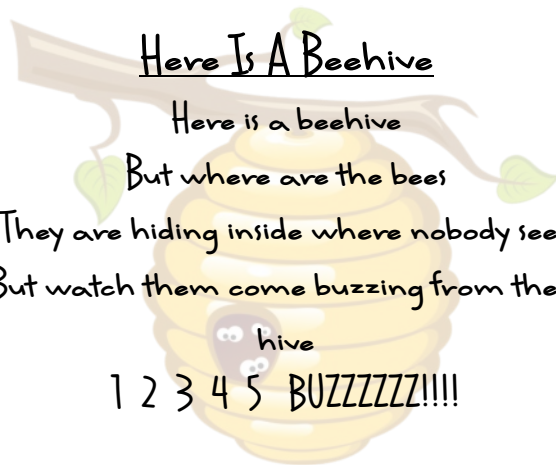 Here Is A Beehive
Here is a beehive
But where are the bees
They are hiding inside where nobody see
But watch them come buzzing from the
hive
1 2 3 4 5 BUZZZZZZ!!!!